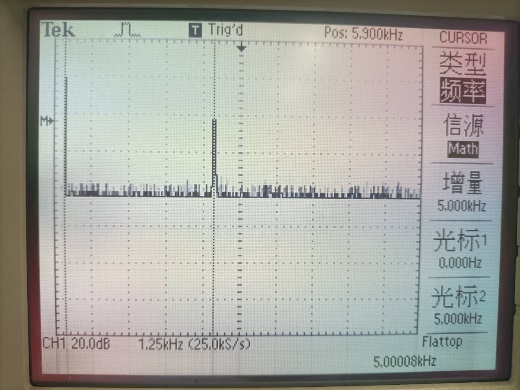 Tek T Trig'd Pos: 5.900kHz CURSOR
类型
频率
M
信源
Math
增量
5.000kHz
光标1
0.000Hz
光标2
5.000kHz
CH1 20.0dB 1.25kHz (25.0kS/s) Flattop
5.00008kHz